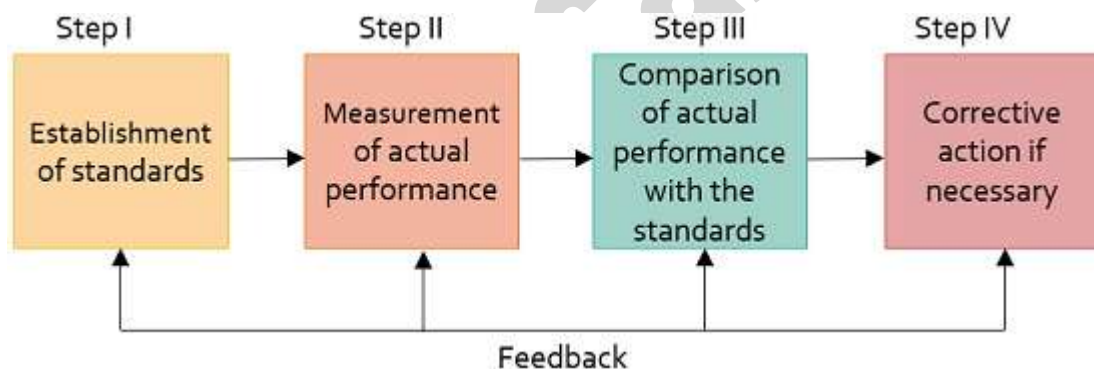 Step I
Establishment
of standards
Step II
Measurement
of actual
performance
Step III
Comparison
of actual
performance
with the
standards
Step IV
Corrective
action if
necessary
Feedback